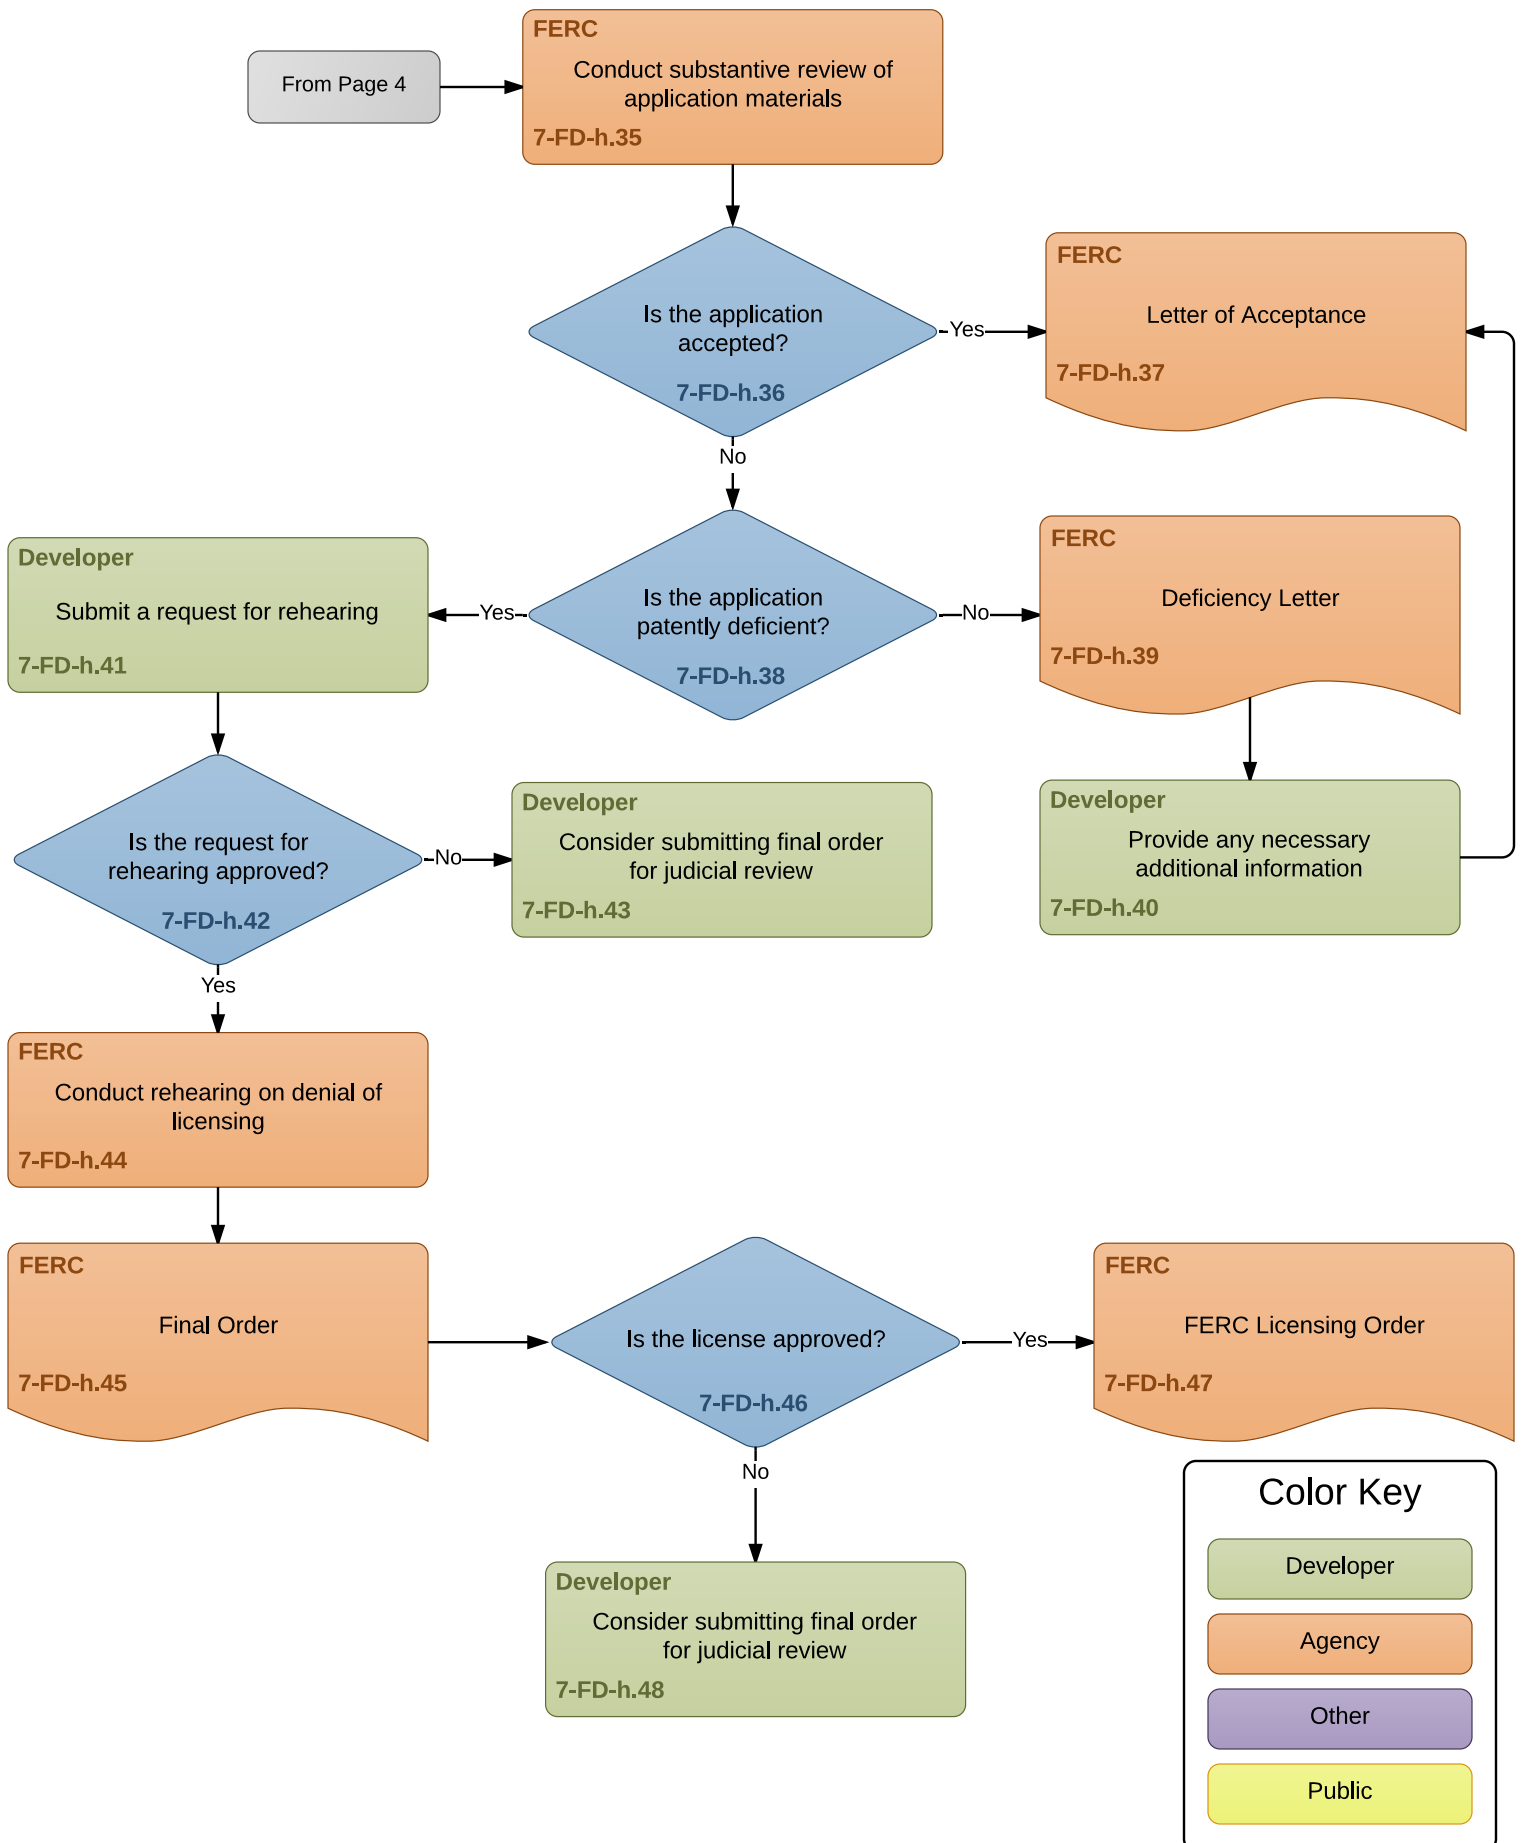 From Page 4
FERC
Conduct substantive review of
application materials
7-FD-h.35
Is the application
accepted?
7-FD-h.36
Yes
FERC
Letter of Acceptance
7-FD-h.37
No
Developer
Submit a request for rehearing
7-FD-h.41
Yes
Is the application
patently deficient?
7-FD-h.38
No
FERC
Deficiency Letter
7-FD-h.39
Is the request for
rehearing approved?
7-FD-h.42
No
Developer
Consider submitting final order
for judicial review
7-FD-h.43
Developer
Provide any necessary
additional information
7-FD-h.40
Yes
FERC
Conduct rehearing on denial of
licensing
7-FD-h.44
FERC
Final Order
7-FD-h.45
Is the license approved?
7-FD-h.46
Yes
FERC
FERC Licensing Order
7-FD-h.47
No
Developer
Consider submitting final order
for judicial review
7-FD-h.48
Color Key
Developer
Agency
Other
Public